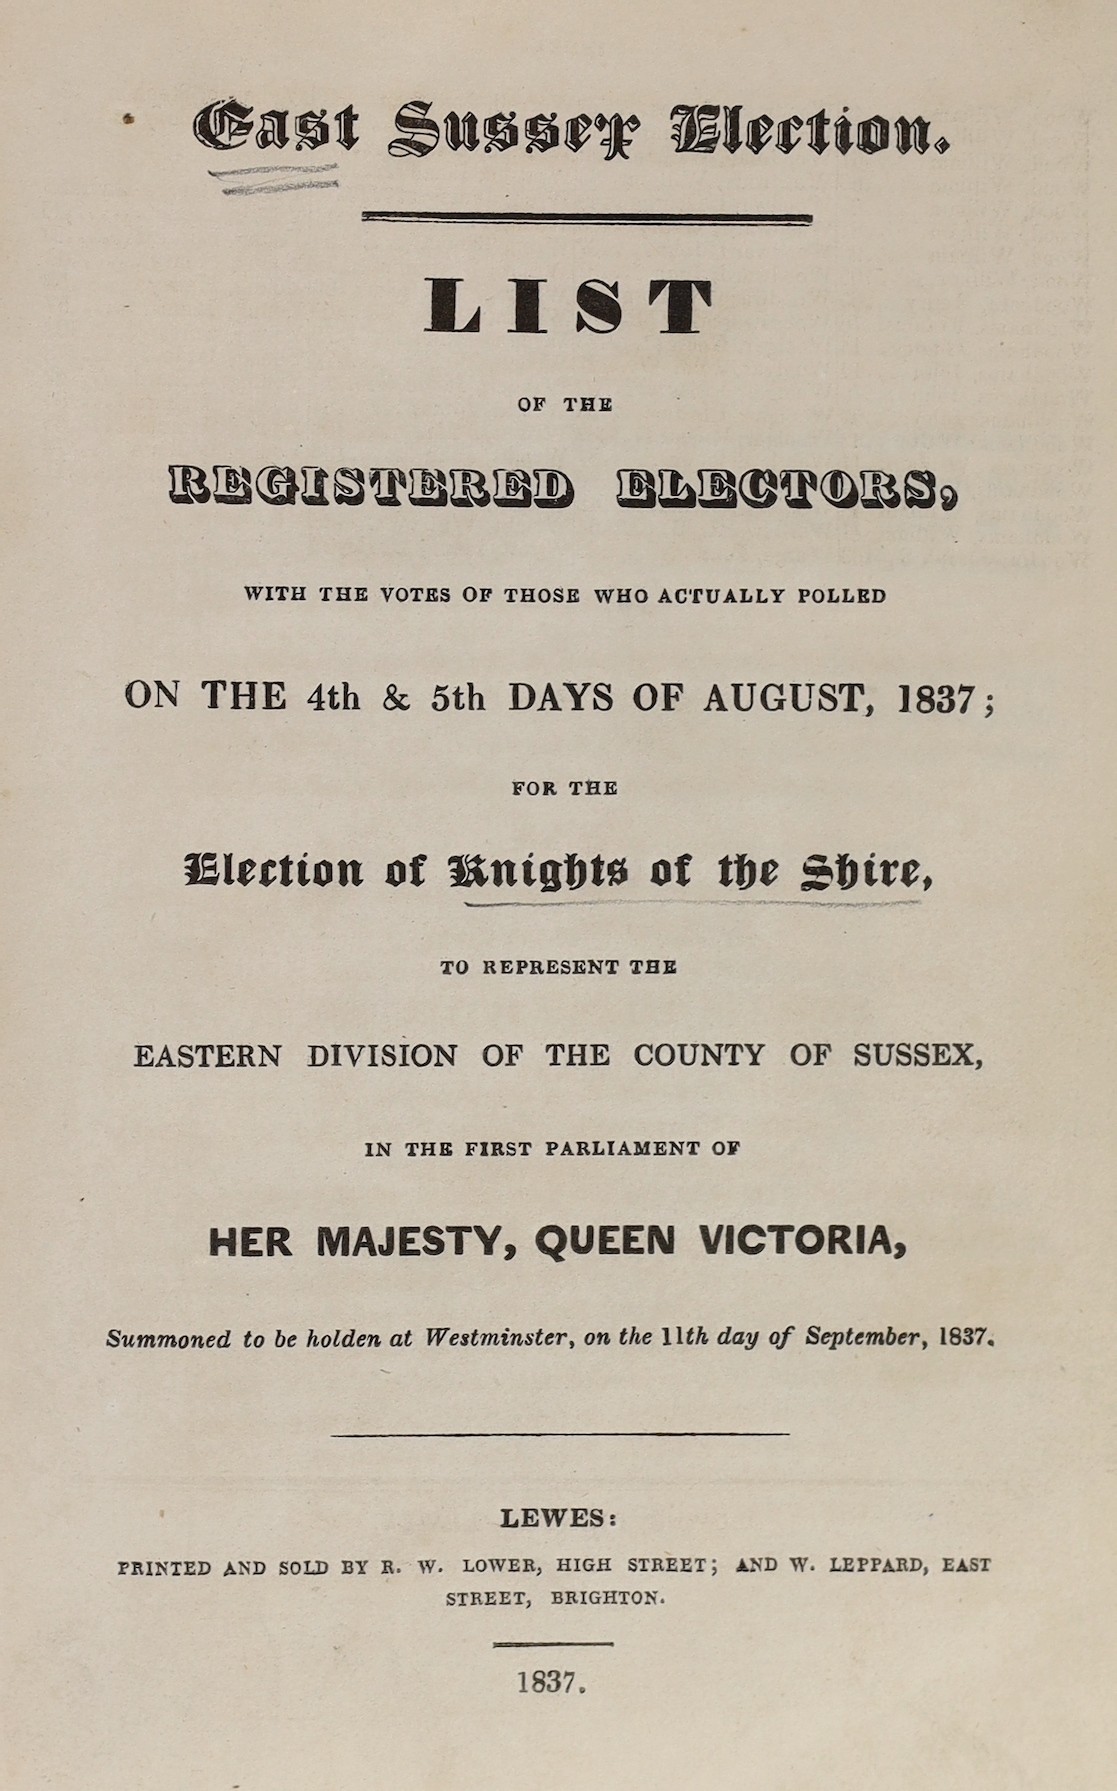 East Sussex Election.
LIST
OF THE
REGISTERED ELECTORS,
WITH THE VOTES OF THOSE WHO ACTUALLY POLLED
ON THE 4th & 5th DAYS OF AUGUST, 1837;
FOR THE
Election of Knights of the Shire,
TO REPRESENT THE
EASTERN DIVISION OF THE COUNTY OF SUSSEX,
IN THE FIRST PARLIAMENT OF
HER MAJESTY, QUEEN VICTORIA,
Summoned to be holden at Westminster, on the 11th day of September, 1837.
LEWES:
PRINTED AND SOLD BY R. W. LOWER, HIGH STREET; AND W. LEPPARD, EAST
STREET, BRIGHTON.
1837.